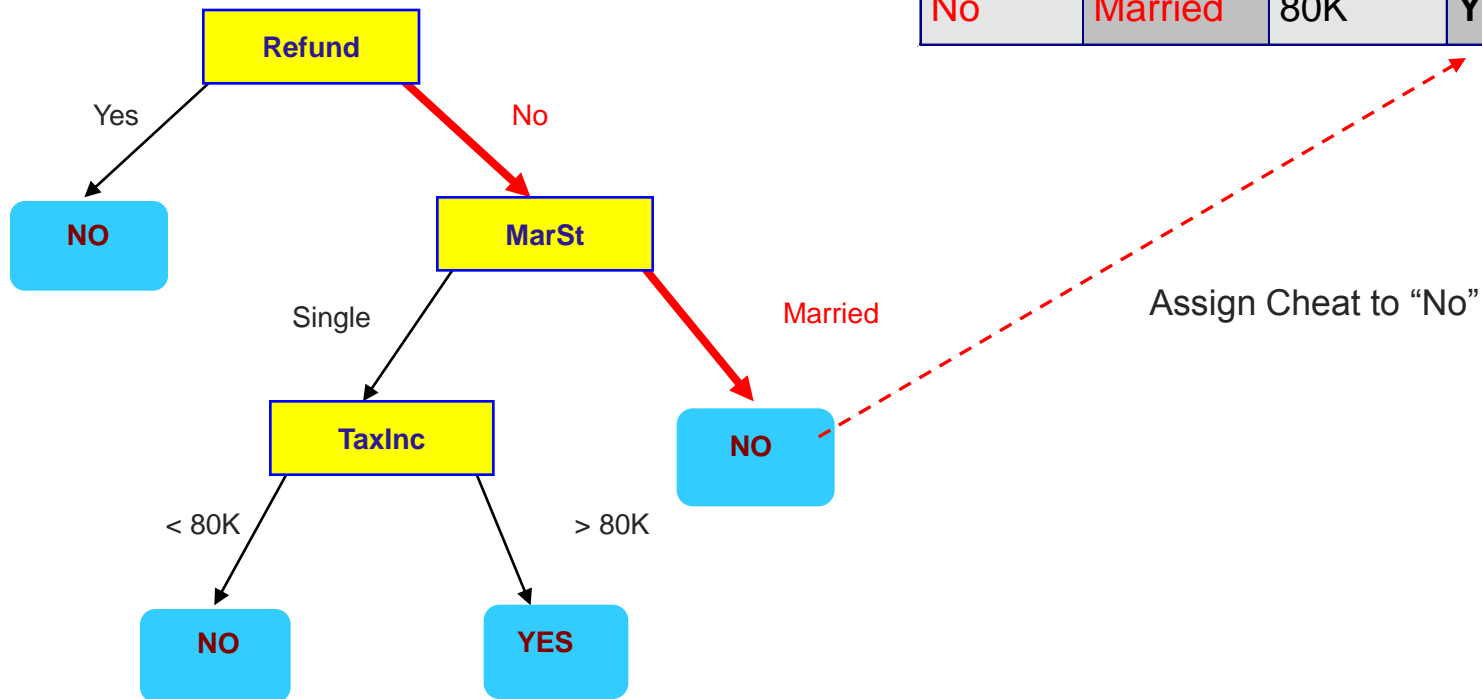 No Married 80K
Refund
Yes No
NO
MarSt
Single Married
Assign Cheat to “No”
TaxInc
NO
< 80K > 80K
NO YES